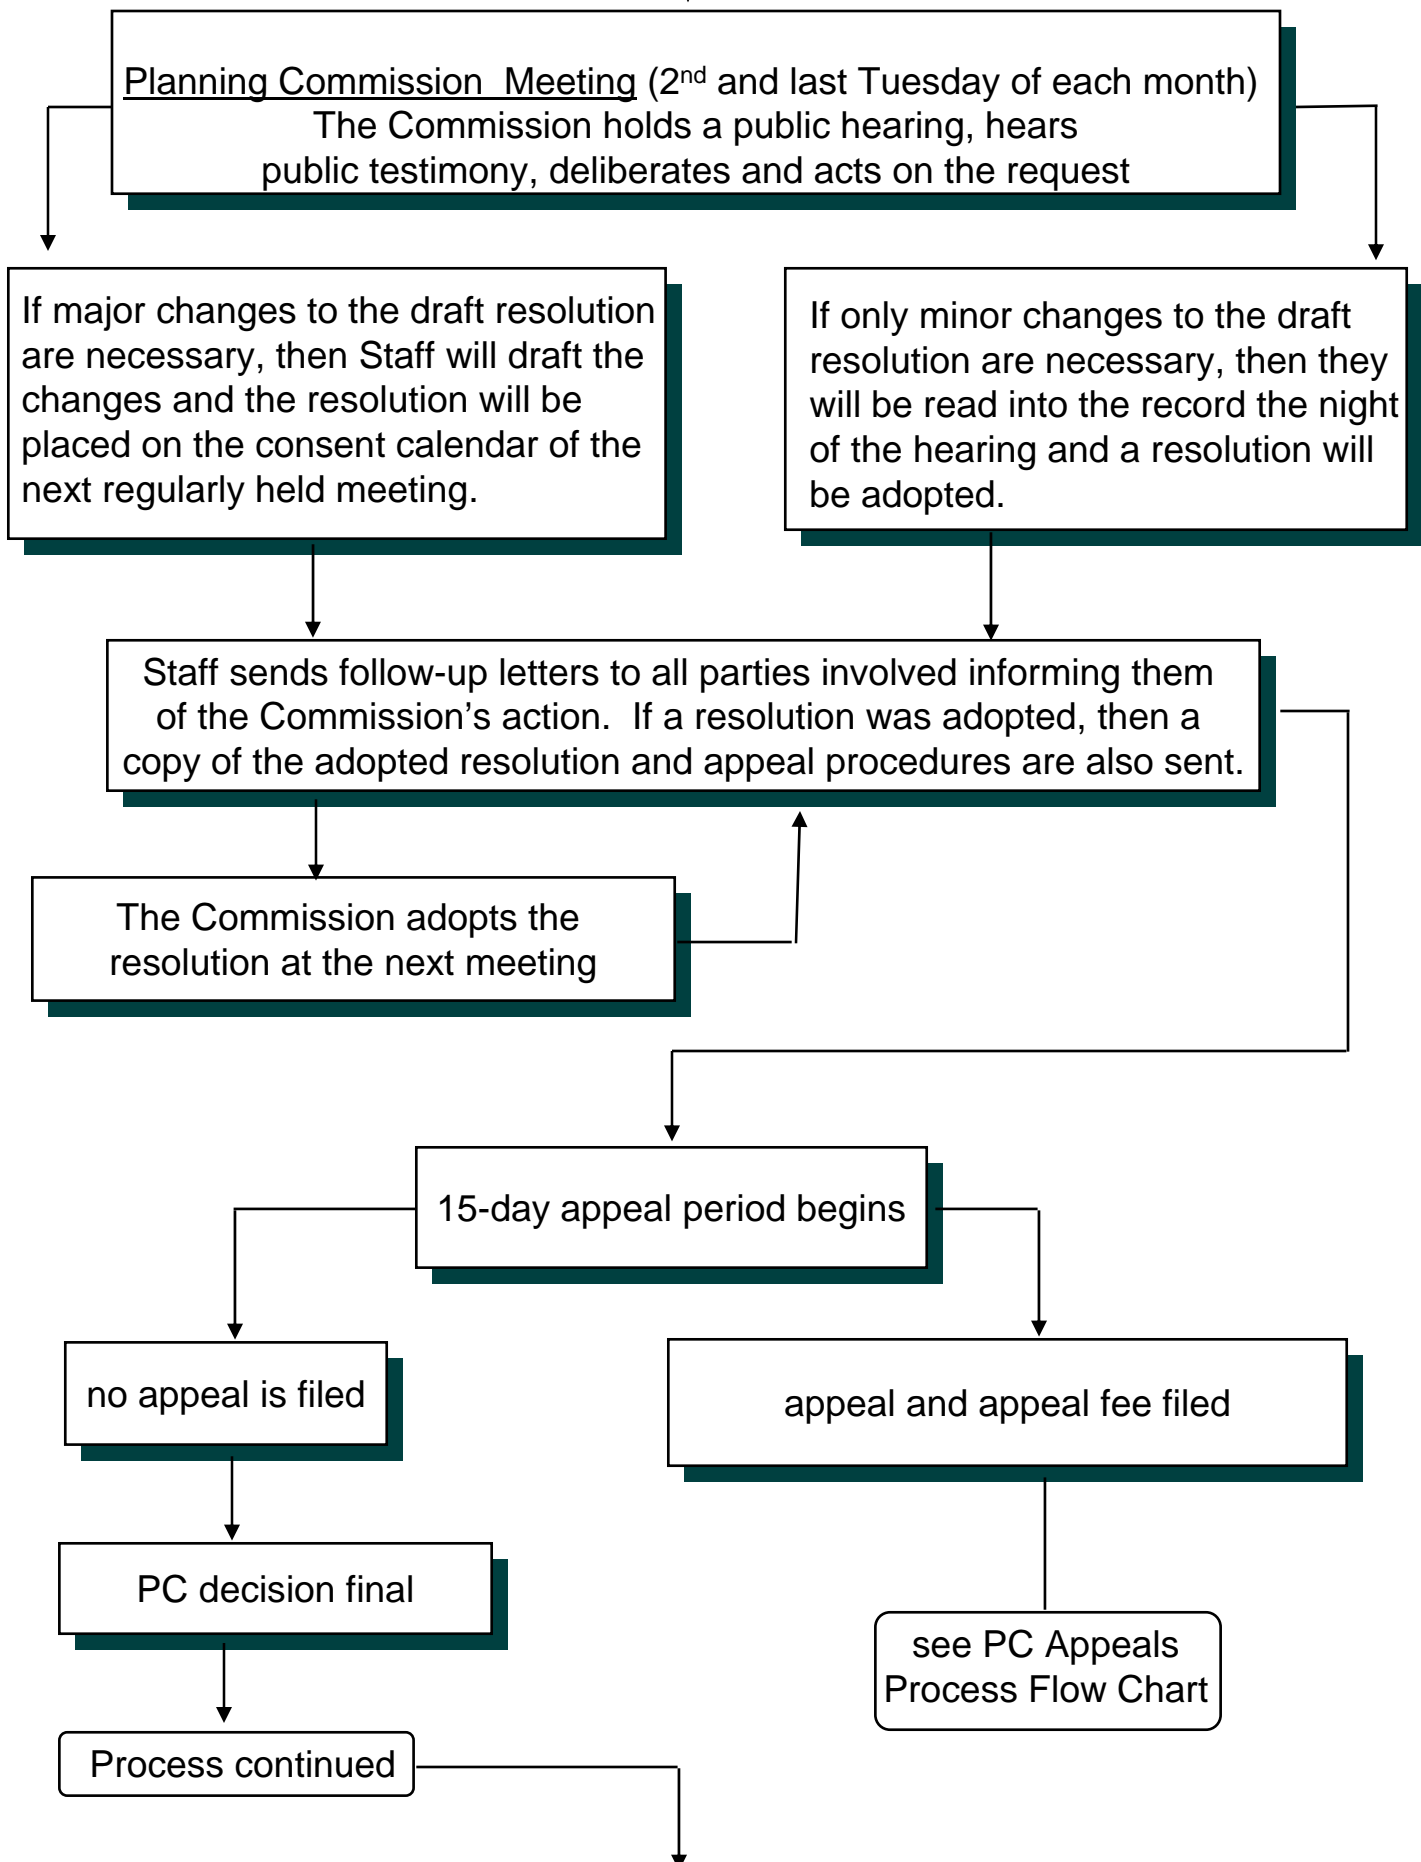 Planning Commission  Meeting (2nd and last Tuesday of each month)
The Commission holds a public hearing, hears
public testimony, deliberates and acts on the request
If major changes to the draft resolution
are necessary, then Staff will draft the
changes and the resolution will be
placed on the consent calendar of the
next regularly held meeting.
If only minor changes to the draft
resolution are necessary, then they
will be read into the record the night
of the hearing and a resolution will
be adopted.
Staff sends follow-up letters to all parties involved informing them
of the Commission’s action.  If a resolution was adopted, then a
copy of the adopted resolution and appeal procedures are also sent.
The Commission adopts the
resolution at the next meeting
15-day appeal period begins
no appeal is filed
appeal and appeal fee filed
PC decision final
see PC Appeals
Process Flow Chart
Process continued